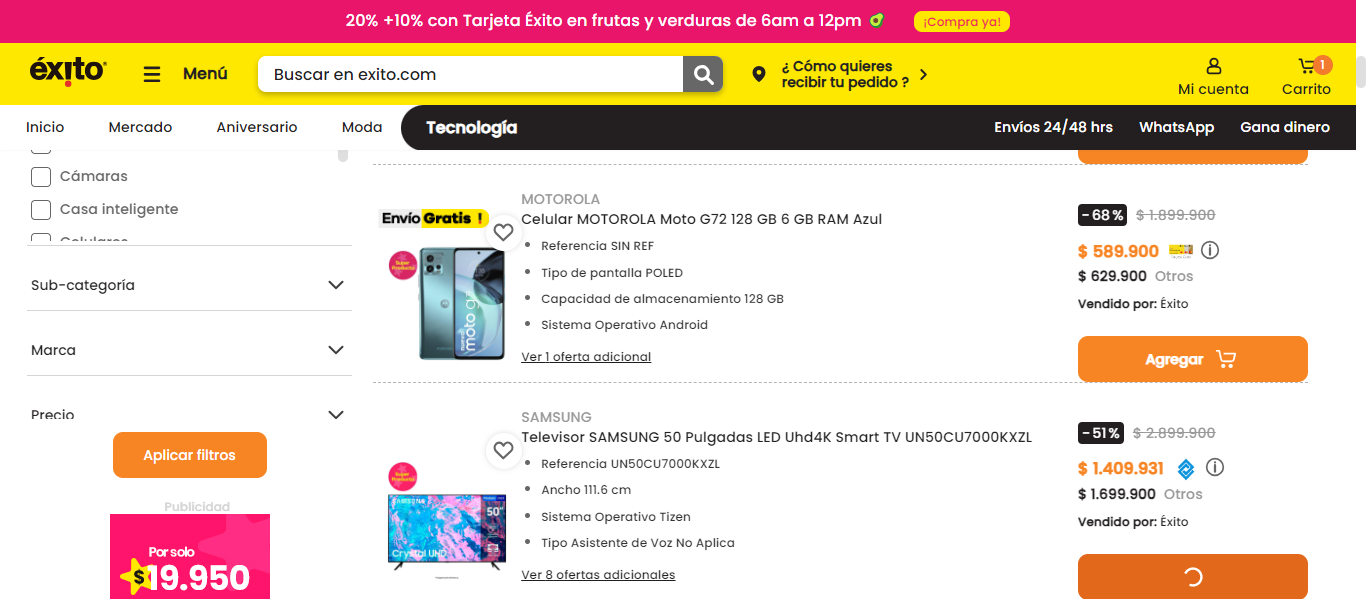 20% +10% con Tarjeta Éxito en frutas y verduras de 6am a 12pm
¡Compra ya!
éxito
Menú
Buscar en exito.com
¿ Cómo quieres
recibir tu pedido ?
Mi cuenta
1
Carrito
Inicio
Mercado
Aniversario
Moda
Tecnología
Envíos 24/48 hrs
WhatsApp
Gana dinero
Cámaras
Casa inteligente
Celulares
Sub-categoría
Marca
Precio
Aplicar filtros
Publicidad
Por solo
$19.950
Envío Gratis !
Super
Producto
moto g72
MOTOROLA
Celular MOTOROLA Moto G72 128 GB 6 GB RAM Azul
Referencia SIN REF
Tipo de pantalla POLED
Capacidad de almacenamiento 128 GB
Sistema Operativo Android
Ver 1 oferta adicional
-68%
$ 1.899.900
$ 589.900
$ 629.900 Otros
Vendido por: Éxito
Agregar
Super
Producto
50"
Crystal UHD
SAMSUNG
Televisor SAMSUNG 50 Pulgadas LED Uhd4K Smart TV UN50CU7000KXZL
Referencia UN50CU7000KXZL
Ancho 111.6 cm
Sistema Operativo Tizen
Tipo Asistente de Voz No Aplica
Ver 8 ofertas adicionales
-51%
$ 2.899.900
$ 1.409.931
$ 1.699.900 Otros
Vendido por: Éxito